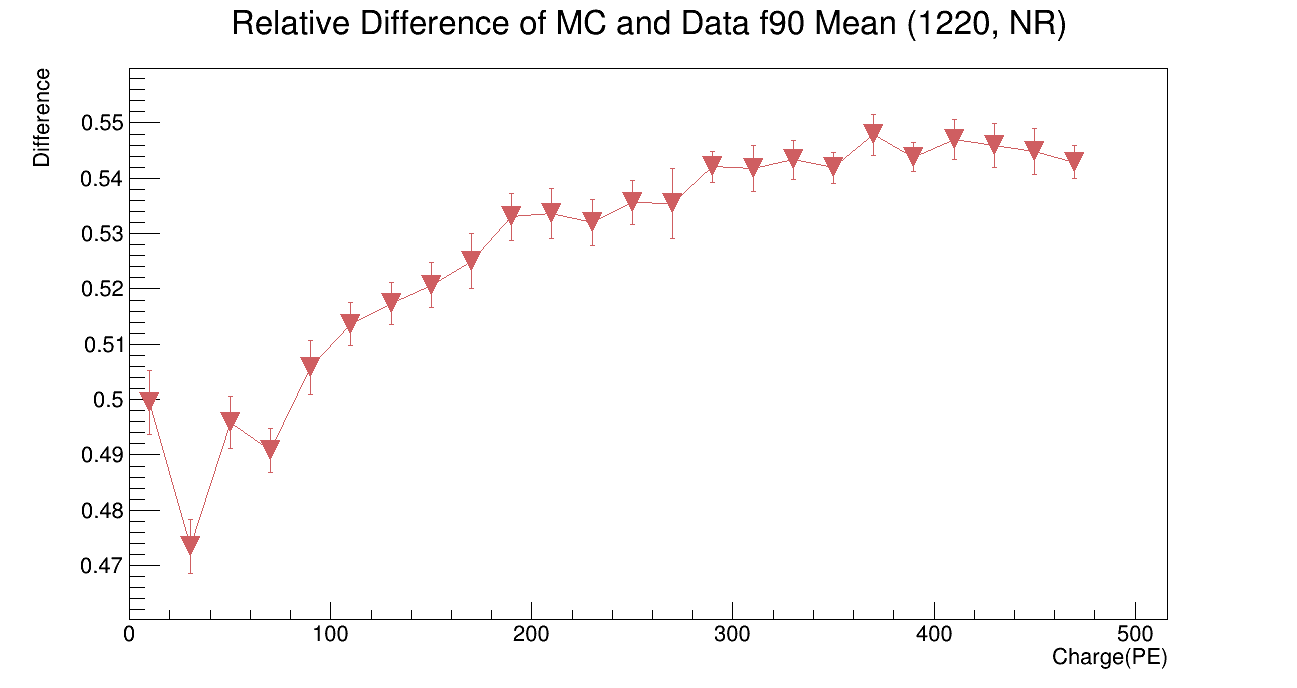 Relative Difference of MC and Data f90 Mean (1220, NR)
Difference
0.55
0.54
0.53
0.52
0.51
0.5
0.49
0.48
0.47
0 100 200 300 400 500
Charge(PE)